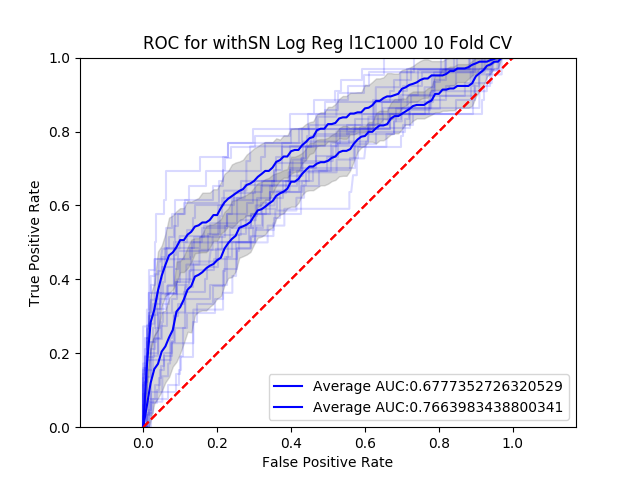 ROC for withSN Log Reg l1C1000 10 Fold CV
True Positive Rate
1.0
0.8
0.6
0.4
0.2
0.0
0.0 0.2 0.4 0.6 0.8 1.0
False Positive Rate
Average AUC:0.6777352726320529
Average AUC:0.7663983438800341